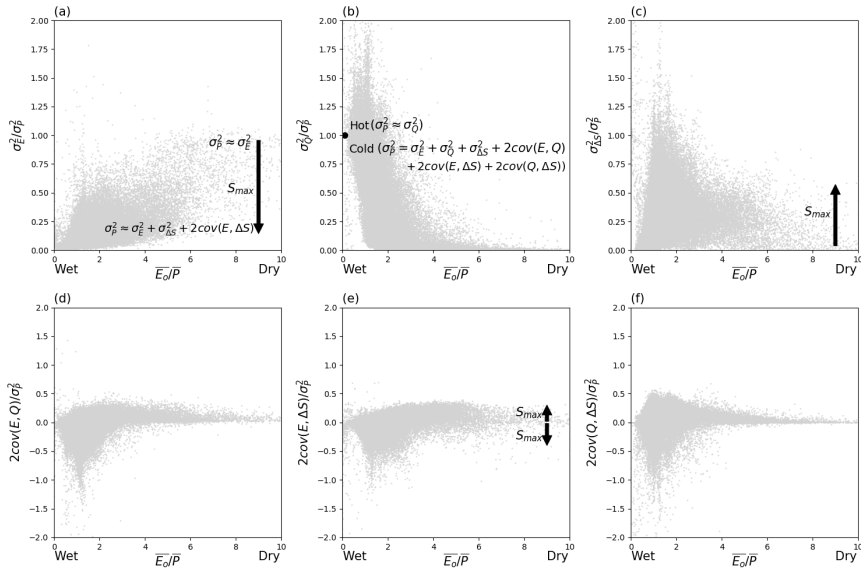 (a)
2.00
1.75
1.50
1.25
1.00
0.75
0.50
0.25
0.00
σ²_E/σ²_P
σ²_P ≈ σ²_E
S_max
σ²_P ≈ σ²_E + σ²_ΔS + 2cov(E, ΔS)
0 2 4 6 8 10
Wet E̅_o̅/P̅ Dry
(b)
2.00
1.75
1.50
1.25
1.00
0.75
0.50
0.25
0.00
σ²_Q/σ²_P
Hot (σ²_P ≈ σ²_Q)
Cold (σ²_P ≈ σ²_E + σ²_Q + σ²_ΔS + 2cov(E, Q)
+ 2cov(E, ΔS) + 2cov(Q, ΔS))
0 2 4 6 8 10
Wet E̅_o̅/P̅ Dry
(c)
2.00
1.75
1.50
1.25
1.00
0.75
0.50
0.25
0.00
σ²_ΔS/σ²_P
S_max
0 2 4 6 8 10
Wet E̅_o̅/P̅ Dry
(d)
2.0
1.5
1.0
0.5
0.0
−0.5
−1.0
−1.5
−2.0
2cov(E, Q)/σ²_P
0 2 4 6 8 10
Wet E̅_o̅/P̅ Dry
(e)
2.0
1.5
1.0
0.5
0.0
−0.5
−1.0
−1.5
−2.0
2cov(E, ΔS)/σ²_P
S_max
S_max
0 2 4 6 8 10
Wet E̅_o̅/P̅ Dry
(f)
2.0
1.5
1.0
0.5
0.0
−0.5
−1.0
−1.5
−2.0
2cov(Q, ΔS)/σ²_P
0 2 4 6 8 10
Wet E̅_o̅/P̅ Dry